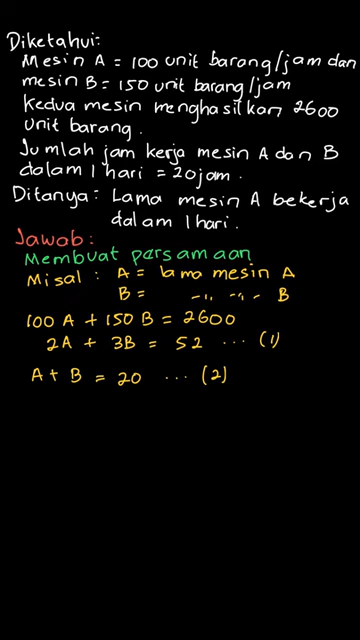 Diketahui:
Mesin A = 100 unit barang/jam dan
mesin B = 150 unit barang/jam
Kedua mesin menghasilkan 2600
unit barang.
Jumlah jam kerja mesin A dan B
dalam 1 hari = 20 jam.
Ditanya: Lama mesin A bekerja
dalam 1 hari.
Jawab:
Membuat persamaan
Misal : A = lama mesin A
B = -"- -"- B
100 A + 150 B = 2600
2A + 3B = 52 ... (1)
A + B = 20 ... (2)